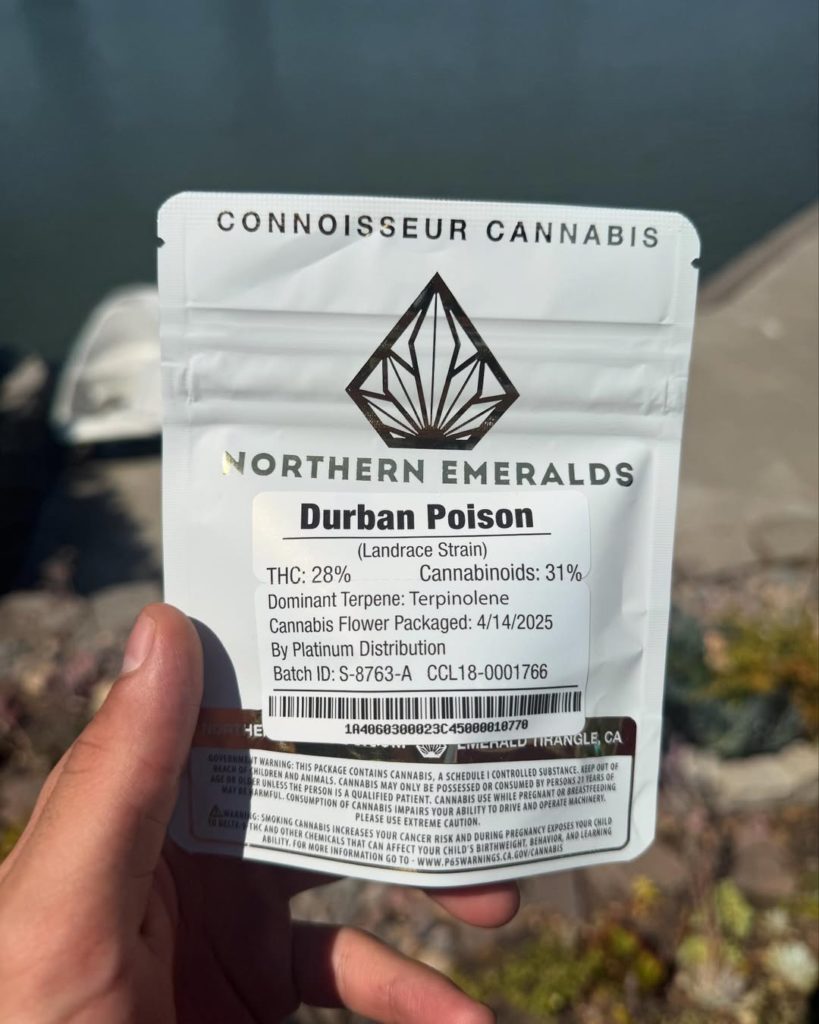 CONNOISSEUR CANNABIS
NORTHERN EMERALDS
Durban Poison
(Landrace Strain)
THC: 28% Cannabinoids: 31%
Dominant Terpene: Terpinolene
Cannabis Flower Packaged: 4/14/2025
By Platinum Distribution
Batch ID: S-8763-A CCL18-0001766
1A4060300023C45000010770
EMERALD TRIANGLE, CA
GOVERNMENT WARNING: THIS PACKAGE CONTAINS CANNABIS, A SCHEDULE I CONTROLLED SUBSTANCE. KEEP OUT OF
REACH OF CHILDREN AND ANIMALS. CANNABIS MAY ONLY BE POSSESSED OR CONSUMED BY PERSONS 21 YEARS OF
AGE OR OLDER UNLESS THE PERSON IS A QUALIFIED PATIENT. CANNABIS USE WHILE PREGNANT OR BREASTFEEDING
MAY BE HARMFUL. CONSUMPTION OF CANNABIS IMPAIRS YOUR ABILITY TO DRIVE AND OPERATE MACHINERY.
PLEASE USE EXTREME CAUTION.
WARNING: SMOKING CANNABIS INCREASES YOUR CANCER RISK AND DURING PREGNANCY EXPOSES YOUR CHILD
TO DELTA-9-THC AND OTHER CHEMICALS THAT CAN AFFECT YOUR CHILD'S BIRTHWEIGHT, BEHAVIOR, AND LEARNING
ABILITY. FOR MORE INFORMATION GO TO - WWW.P65WARNINGS.CA.GOV/CANNABIS